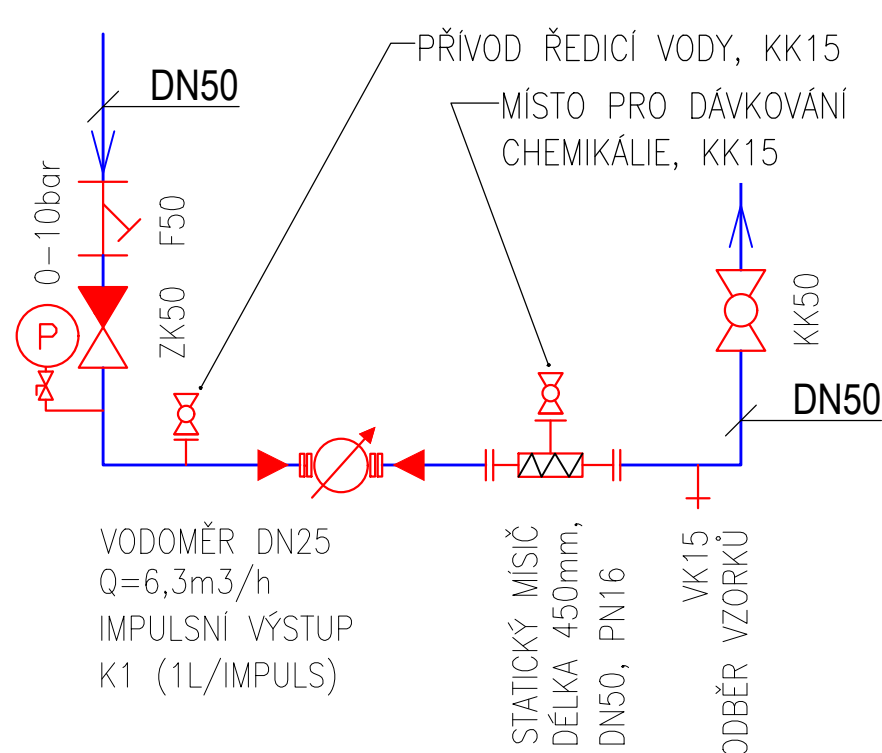 PŘÍVOD ŘEDICÍ VODY, KK15
DN50
MÍSTO PRO DÁVKOVÁNÍ
CHEMIKÁLIE, KK15
0-10bar
F50
ZK50
P
KK50
DN50
VODOMĚR DN25
Q=6,3m3/h
IMPULSNÍ VÝSTUP
K1 (1L/IMPULS)
STATICKÝ MÍSIČ
DÉLKA 450mm,
DN50, PN16
VK15
ODBĚR VZORKŮ